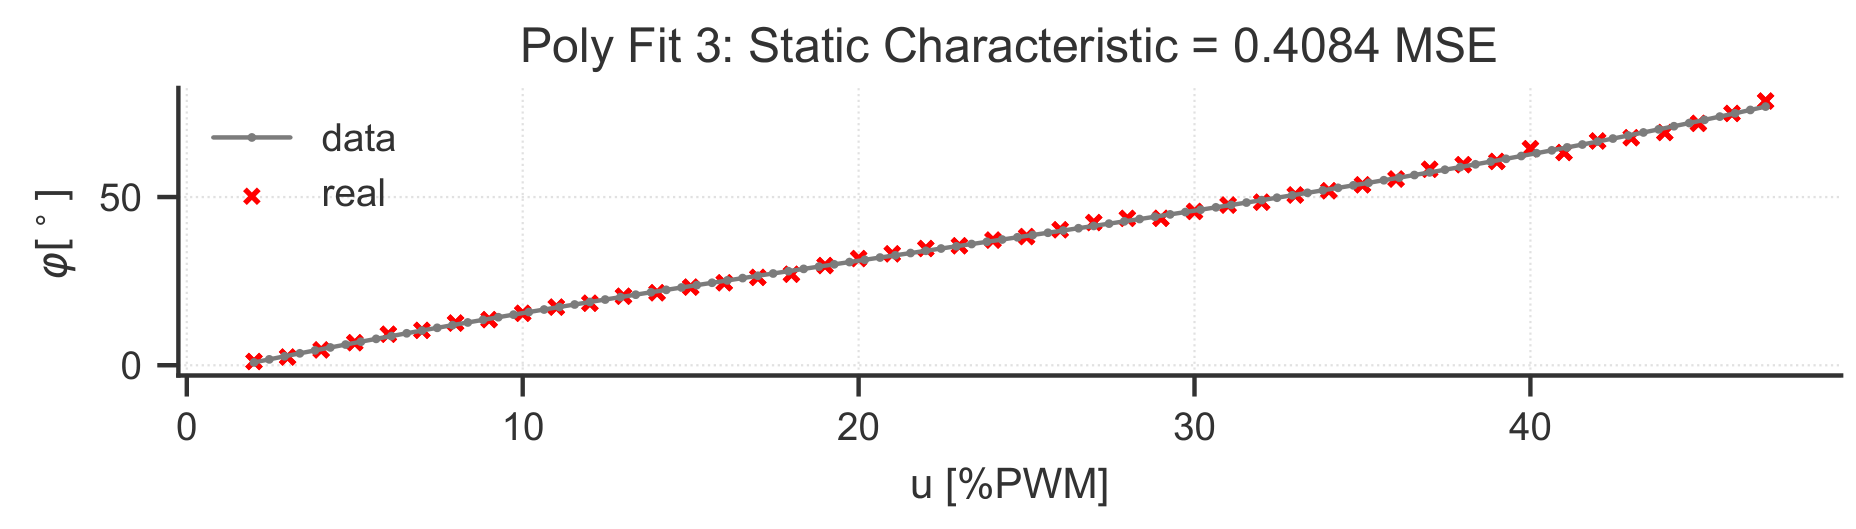 Poly Fit 3: Static Characteristic = 0.4084 MSE
data
real
φ[°]
50
0
0 10 20 30 40
u [%PWM]